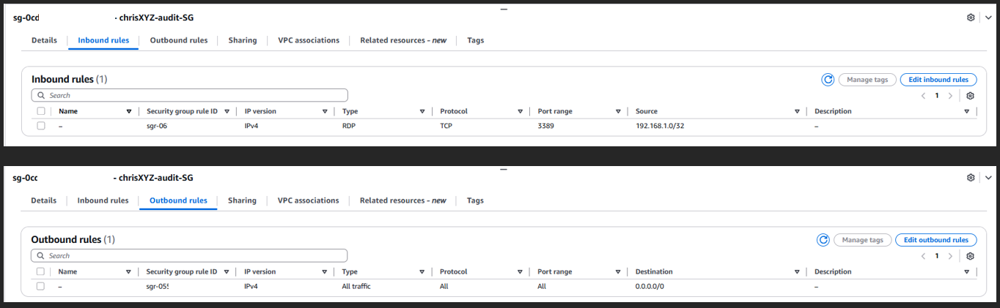 sg-0cd - chrisXYZ-audit-SG
Details Inbound rules Outbound rules Sharing VPC associations Related resources – new Tags
Inbound rules (1) Manage tags Edit inbound rules
Search 1
Name Security group rule ID IP version Type Protocol Port range Source Description
– sgr-06 IPv4 RDP TCP 3389 192.168.1.0/32 –
sg-0cc - chrisXYZ-audit-SG
Details Inbound rules Outbound rules Sharing VPC associations Related resources – new Tags
Outbound rules (1) Manage tags Edit outbound rules
Search 1
Name Security group rule ID IP version Type Protocol Port range Destination Description
– sgr-055 IPv4 All traffic All All 0.0.0.0/0 –